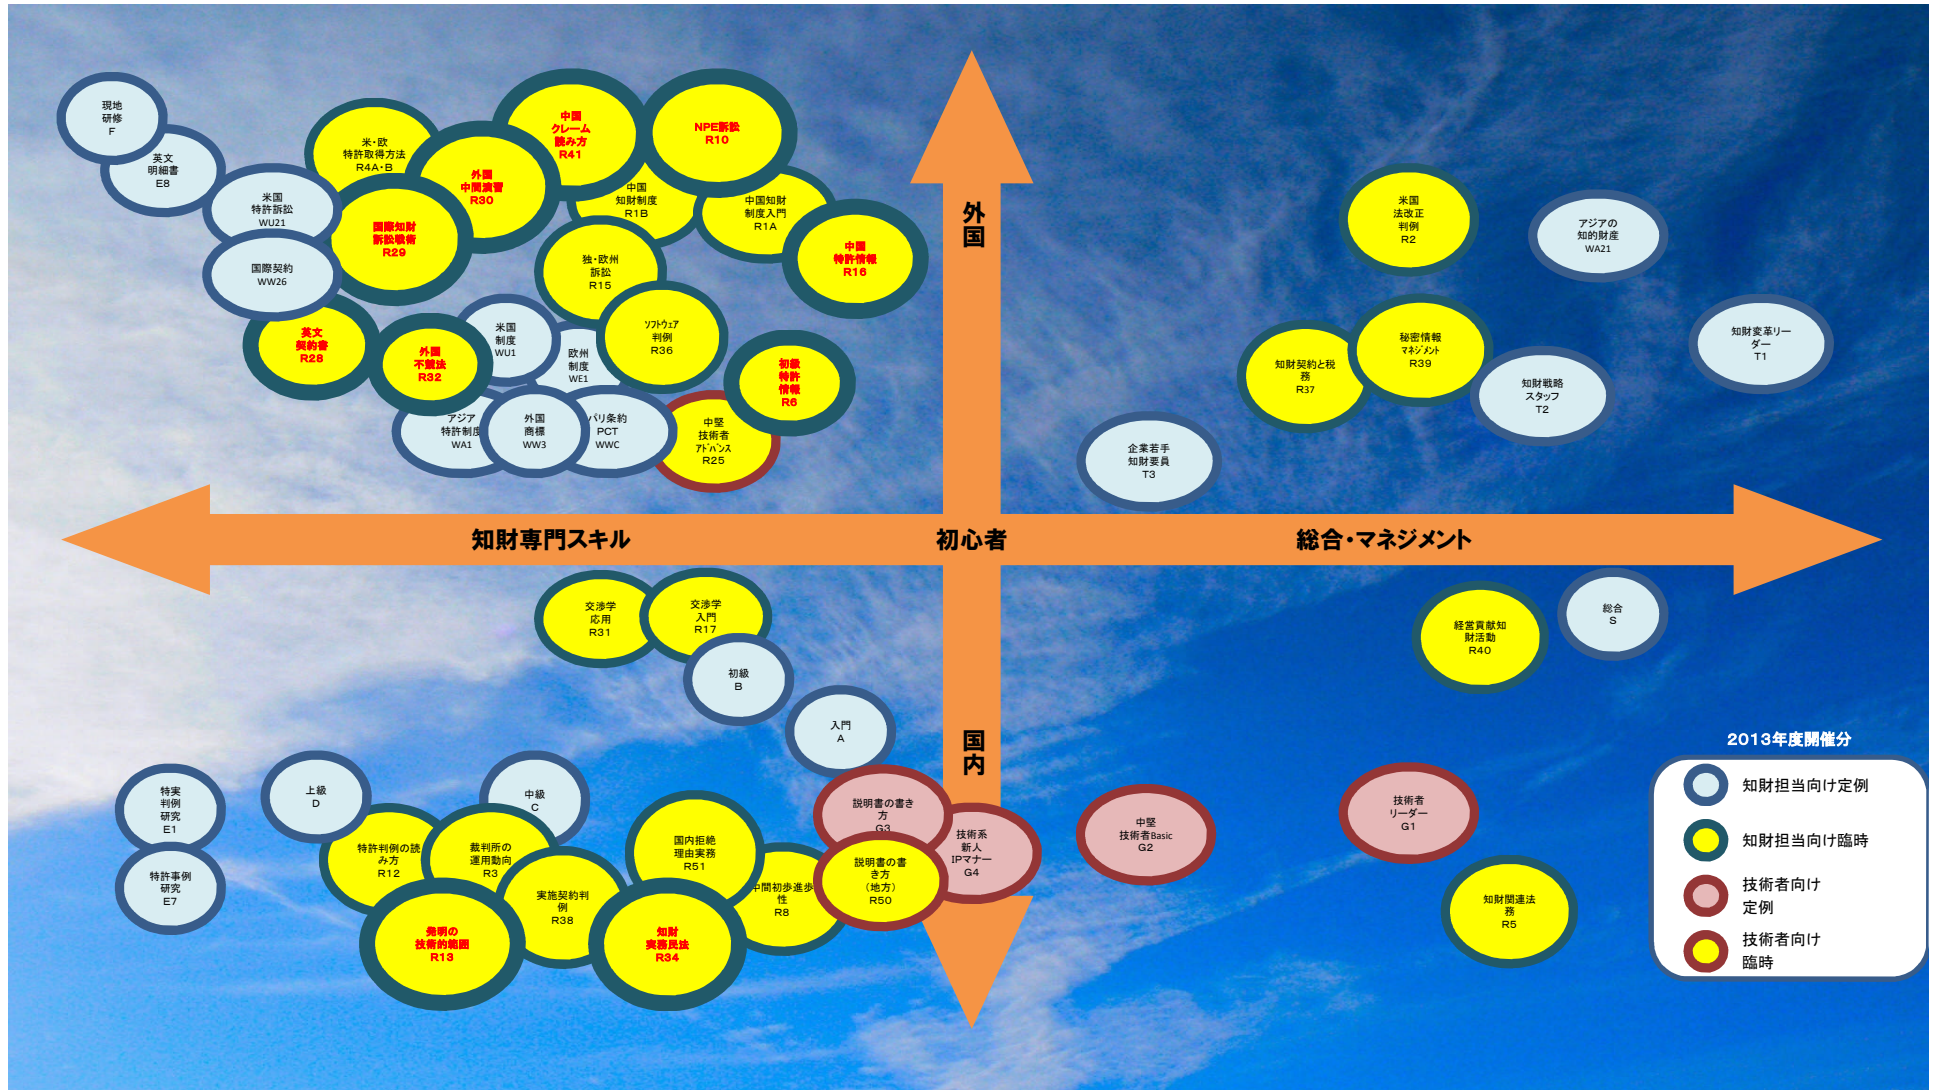 現地
研修
F
英文
明細書
E8
米・欧
特許取得方法
R4A・B
中国
クレーム
読み方
R41
NPE訴訟
R10
外国
中間演習
R30
米国
特許訴訟
WU21
国際知財
訴訟戦術
R29
中国
知財制度
R1B
中国知財
制度入門
R1A
中国
特許情報
R16
国際契約
WW26
独・欧州
訴訟
R15
英文
契約書
R28
外国
不競法
R32
米国
制度
WU1
欧州
制度
WE1
ソフトウェア
判例
R36
初級
特許
情報
R6
アジア
特許制度
WA1
外国
商標
WW3
パリ条約
PCT
WWC
中堅
技術者
アドバンス
R25
外
国
米国
法改正
判例
R2
アジアの
知的財産
WA21
知財契約と税
務
R37
秘密情報
マネジメント
R39
知財戦略
スタッフ
T2
知財変革リー
ダー
T1
企業若手
知財要員
T3
知財専門スキル
初心者
総合・マネジメント
交渉学
応用
R31
交渉学
入門
R17
初級
B
入門
A
国
内
経営貢献知
財活動
R40
総合
S
特実
判例
研究
E1
特許事例
研究
E7
上級
D
中級
C
特許判例の読
み方
R12
裁判所の
運用動向
R3
実施契約判
例
R38
国内拒絶
理由実務
R51
中間初歩進歩
性
R8
発明の
技術的範囲
R13
知財
実務民法
R34
説明書の書き
方
G3
説明書の書
き方
(地方)
R50
技術系
新人
IPマナー
G4
中堅
技術者Basic
G2
技術者
リーダー
G1
知財関連法
務
R5
2013年度開催分
知財担当向け定例
知財担当向け臨時
技術者向け
定例
技術者向け
臨時